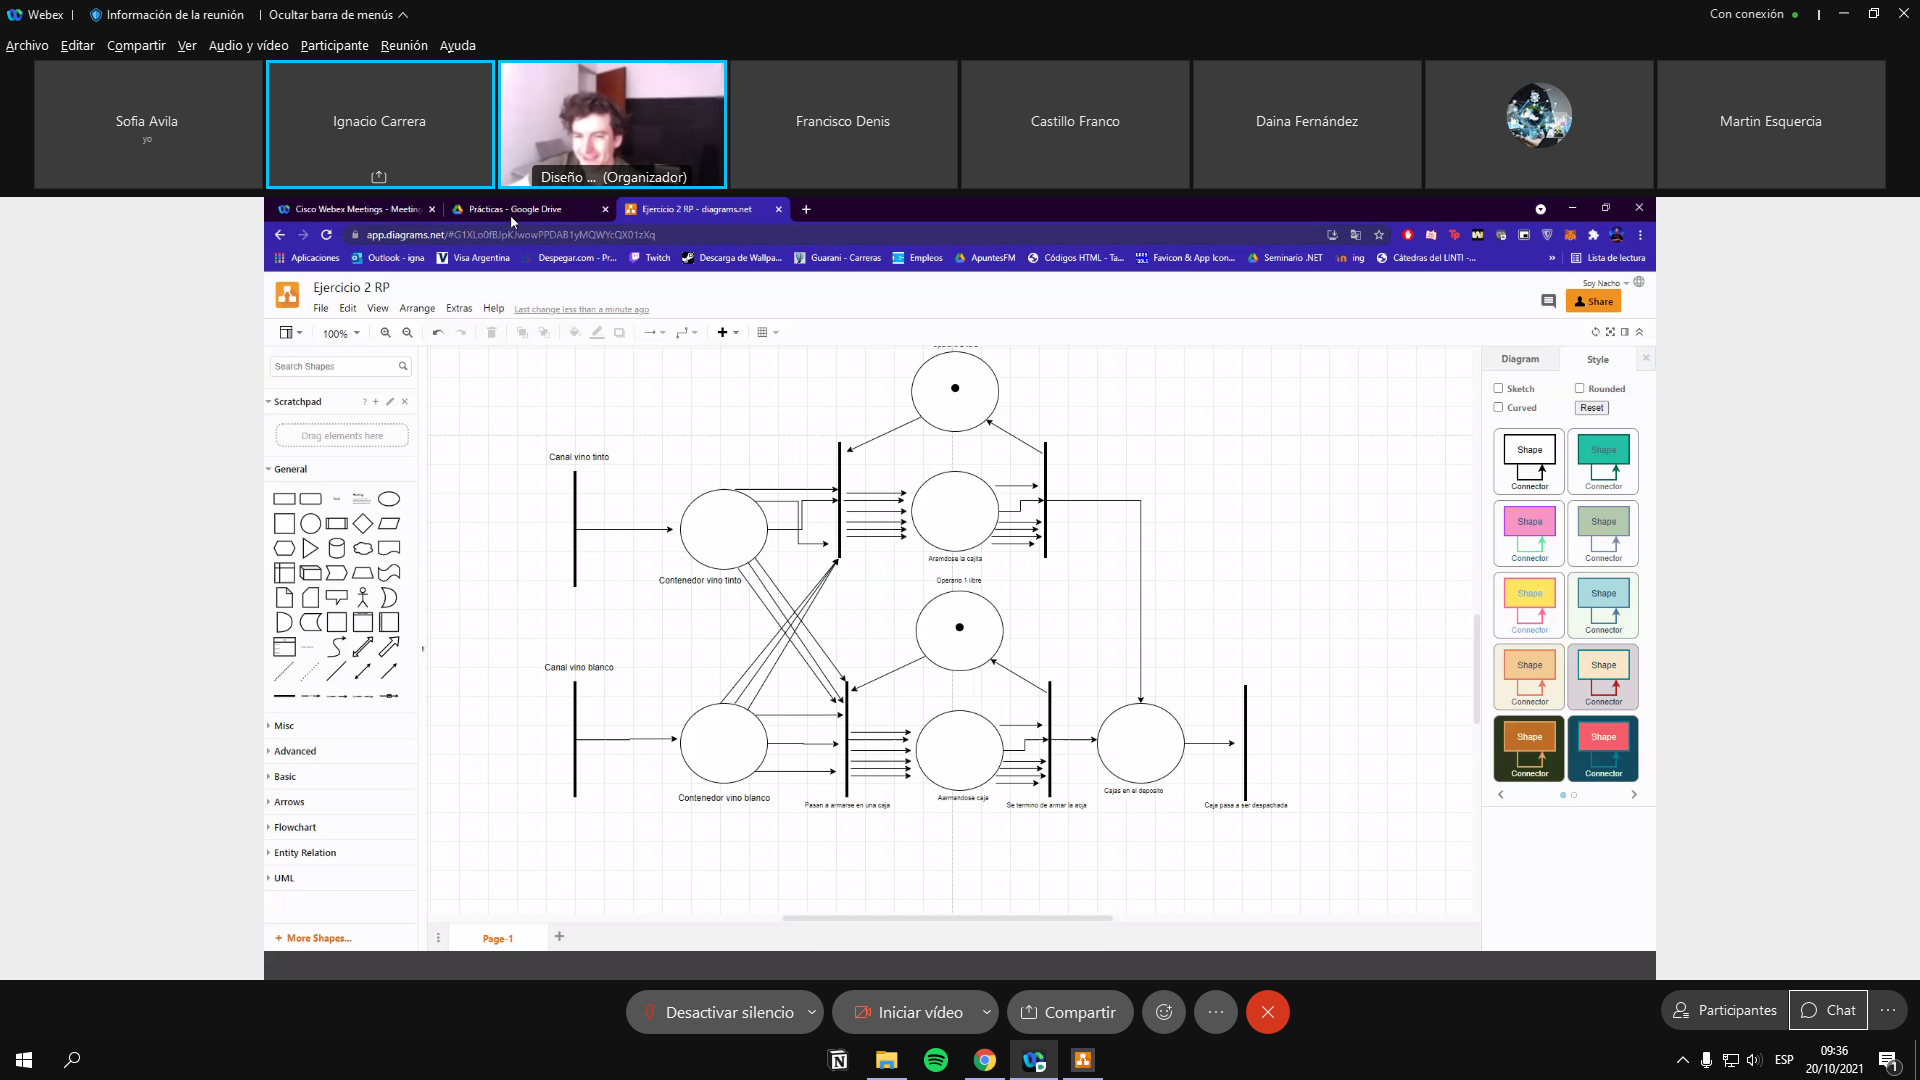 Webex | Información de la reunión | Ocultar barra de menús
Con conexión
Archivo Editar Compartir Ver Audio y vídeo Participante Reunión Ayuda
Sofia Avila
yo
Ignacio Carrera
Diseño ... (Organizador)
Francisco Denis
Castillo Franco
Daina Fernández
Martin Esquercia
Cisco Webex Meetings - Meeting
Prácticas - Google Drive
Ejercicio 2 RP - diagrams.net
Aplicaciones Outlook - igna Visa Argentina Despegar.com - Pr... Twitch Descarga de Wallpa... Guarani - Carreras Empleos ApuntesFM Códigos HTML - Ta... Favicon & App Icon... Seminario .NET ing Cátedras del LINTI -... » Lista de lectura
Ejercicio 2 RP
Soy Nacho
File Edit View Arrange Extras Help Last change less than a minute ago
Share
100%
Search Shapes
Diagram Style
Sketch Rounded
Curved Reset
Scratchpad
Drag elements here
General
Misc
Advanced
Basic
Arrows
Flowchart
Entity Relation
UML
+ More Shapes...
Page-1
Canal vino tinto
Contenedor vino tinto
Aramdose la cajita
Operario 1 libre
Canal vino blanco
Contenedor vino blanco
Pasan a armarse en una caja
Aarmandose caja
Se termino de armar la acja
Cajas en el deposito
Caja pasa a ser despachada
Shape Shape
Connector Connector
Shape Shape
Connector Connector
Shape Shape
Connector Connector
Shape Shape
Connector Connector
Shape Shape
Connector Connector
Desactivar silencio
Iniciar vídeo
Compartir
Participantes
Chat
ESP
09:36
20/10/2021
1